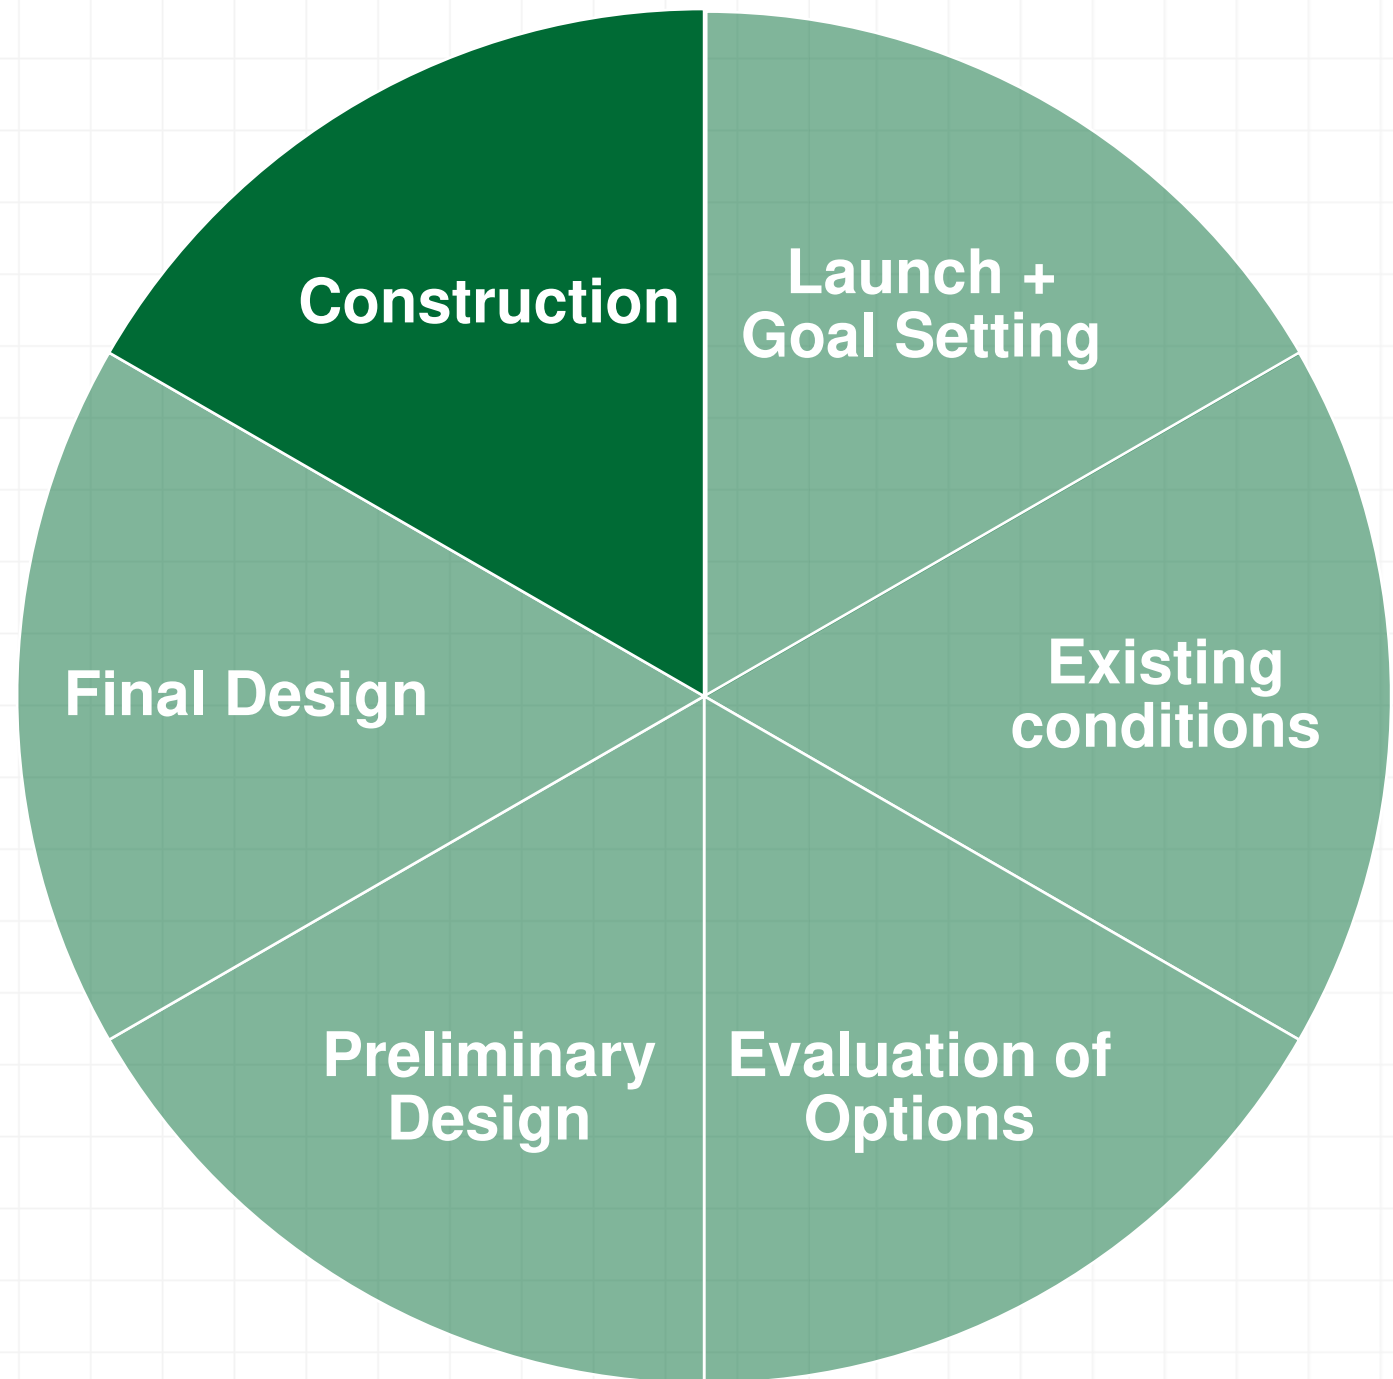 Construction
Launch +
Goal Setting
Final Design
Existing
conditions
Preliminary
Design
Evaluation of
Options